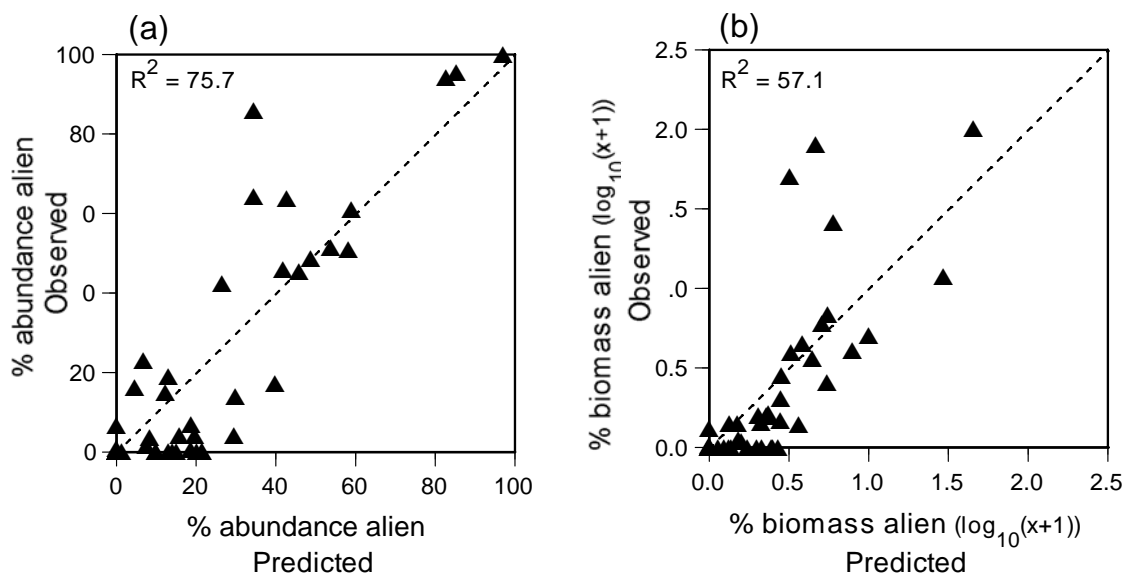 (a)
R² = 75.7
100
80
0
0
20
0
0 20 40 60 80 100
% abundance alien
Observed
% abundance alien
Predicted
(b)
R² = 57.1
2.5
2.0
.5
.0
0.5
0.0
0.0 0.5 1.0 1.5 2.0 2.5
% biomass alien (log₁₀(x+1))
Observed
% biomass alien (log₁₀(x+1))
Predicted